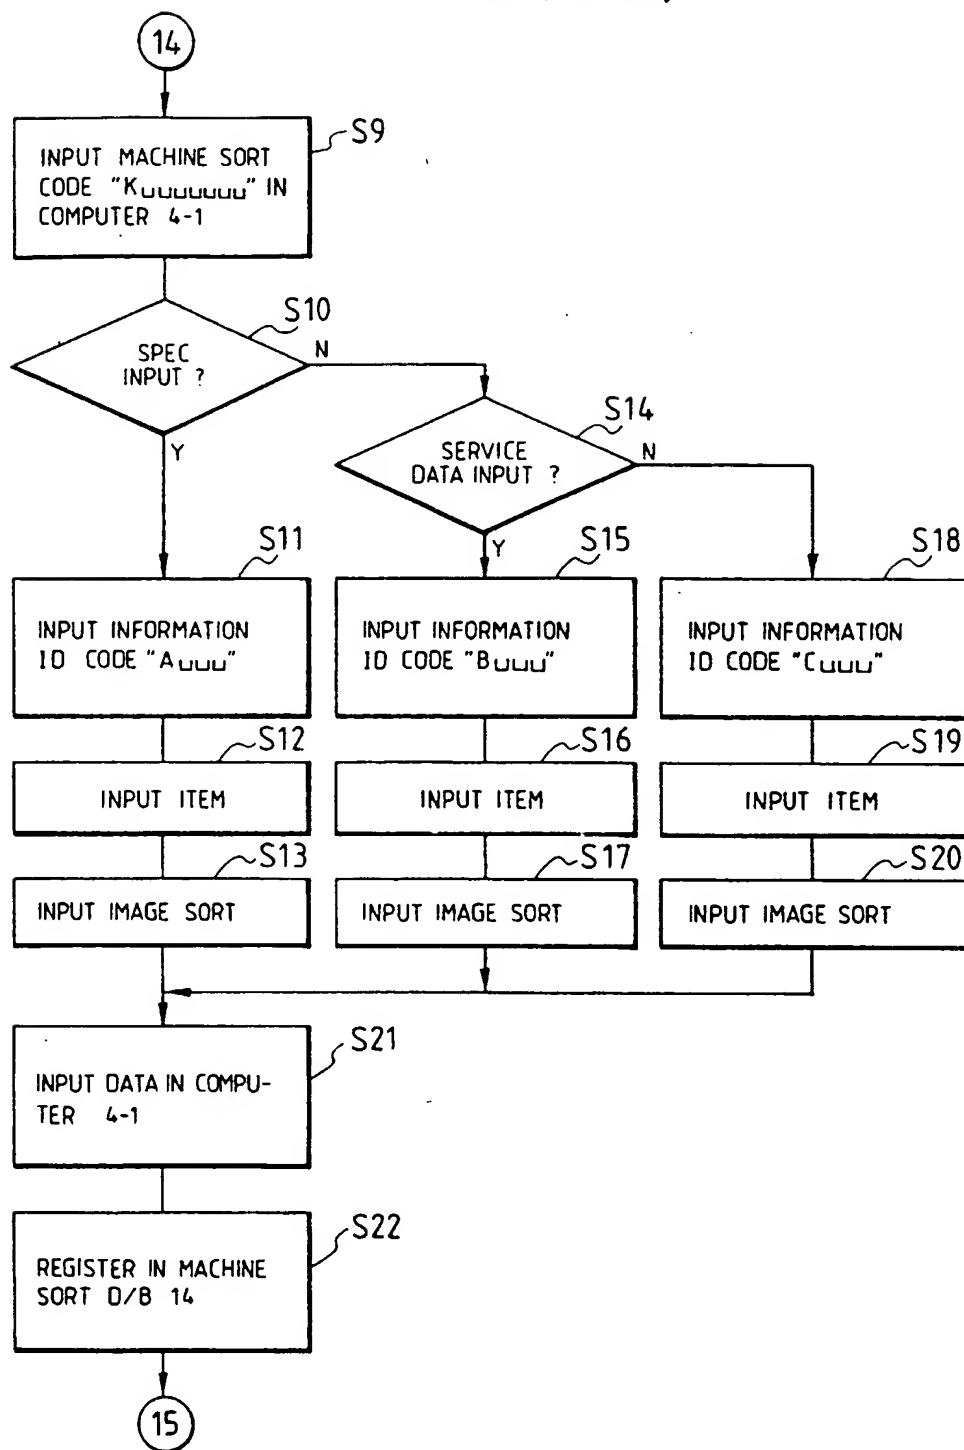 14
S9
INPUT MACHINE SORT
CODE "K␣␣␣␣␣␣␣" IN
COMPUTER 4-1
S10
SPEC
INPUT ?
N
Y
S14
SERVICE
DATA INPUT ?
N
Y
S11
INPUT INFORMATION
ID CODE "A␣␣␣"
S15
INPUT INFORMATION
ID CODE "B␣␣␣"
S18
INPUT INFORMATION
ID CODE "C␣␣␣"
S12
INPUT ITEM
S16
INPUT ITEM
S19
INPUT ITEM
S13
INPUT IMAGE SORT
S17
INPUT IMAGE SORT
S20
INPUT IMAGE SORT
S21
INPUT DATA IN COMPU-
TER 4-1
S22
REGISTER IN MACHINE
SORT D/B 14
15